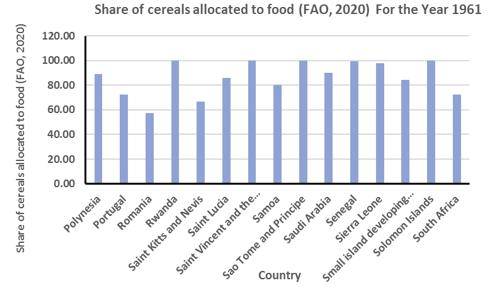 Share of cereals allocated to food (FAO, 2020)  For the Year 1961
Share of cereals allocated to food (FAO, 2020)
120.00
100.00
80.00
60.00
40.00
20.00
0.00
Polynesia
Portugal
Romania
Rwanda
Saint Kitts and Nevis
Saint Lucia
Saint Vincent and the...
Samoa
Sao Tome and Principe
Saudi Arabia
Senegal
Sierra Leone
Small island developing...
Solomon Islands
South Africa
Country